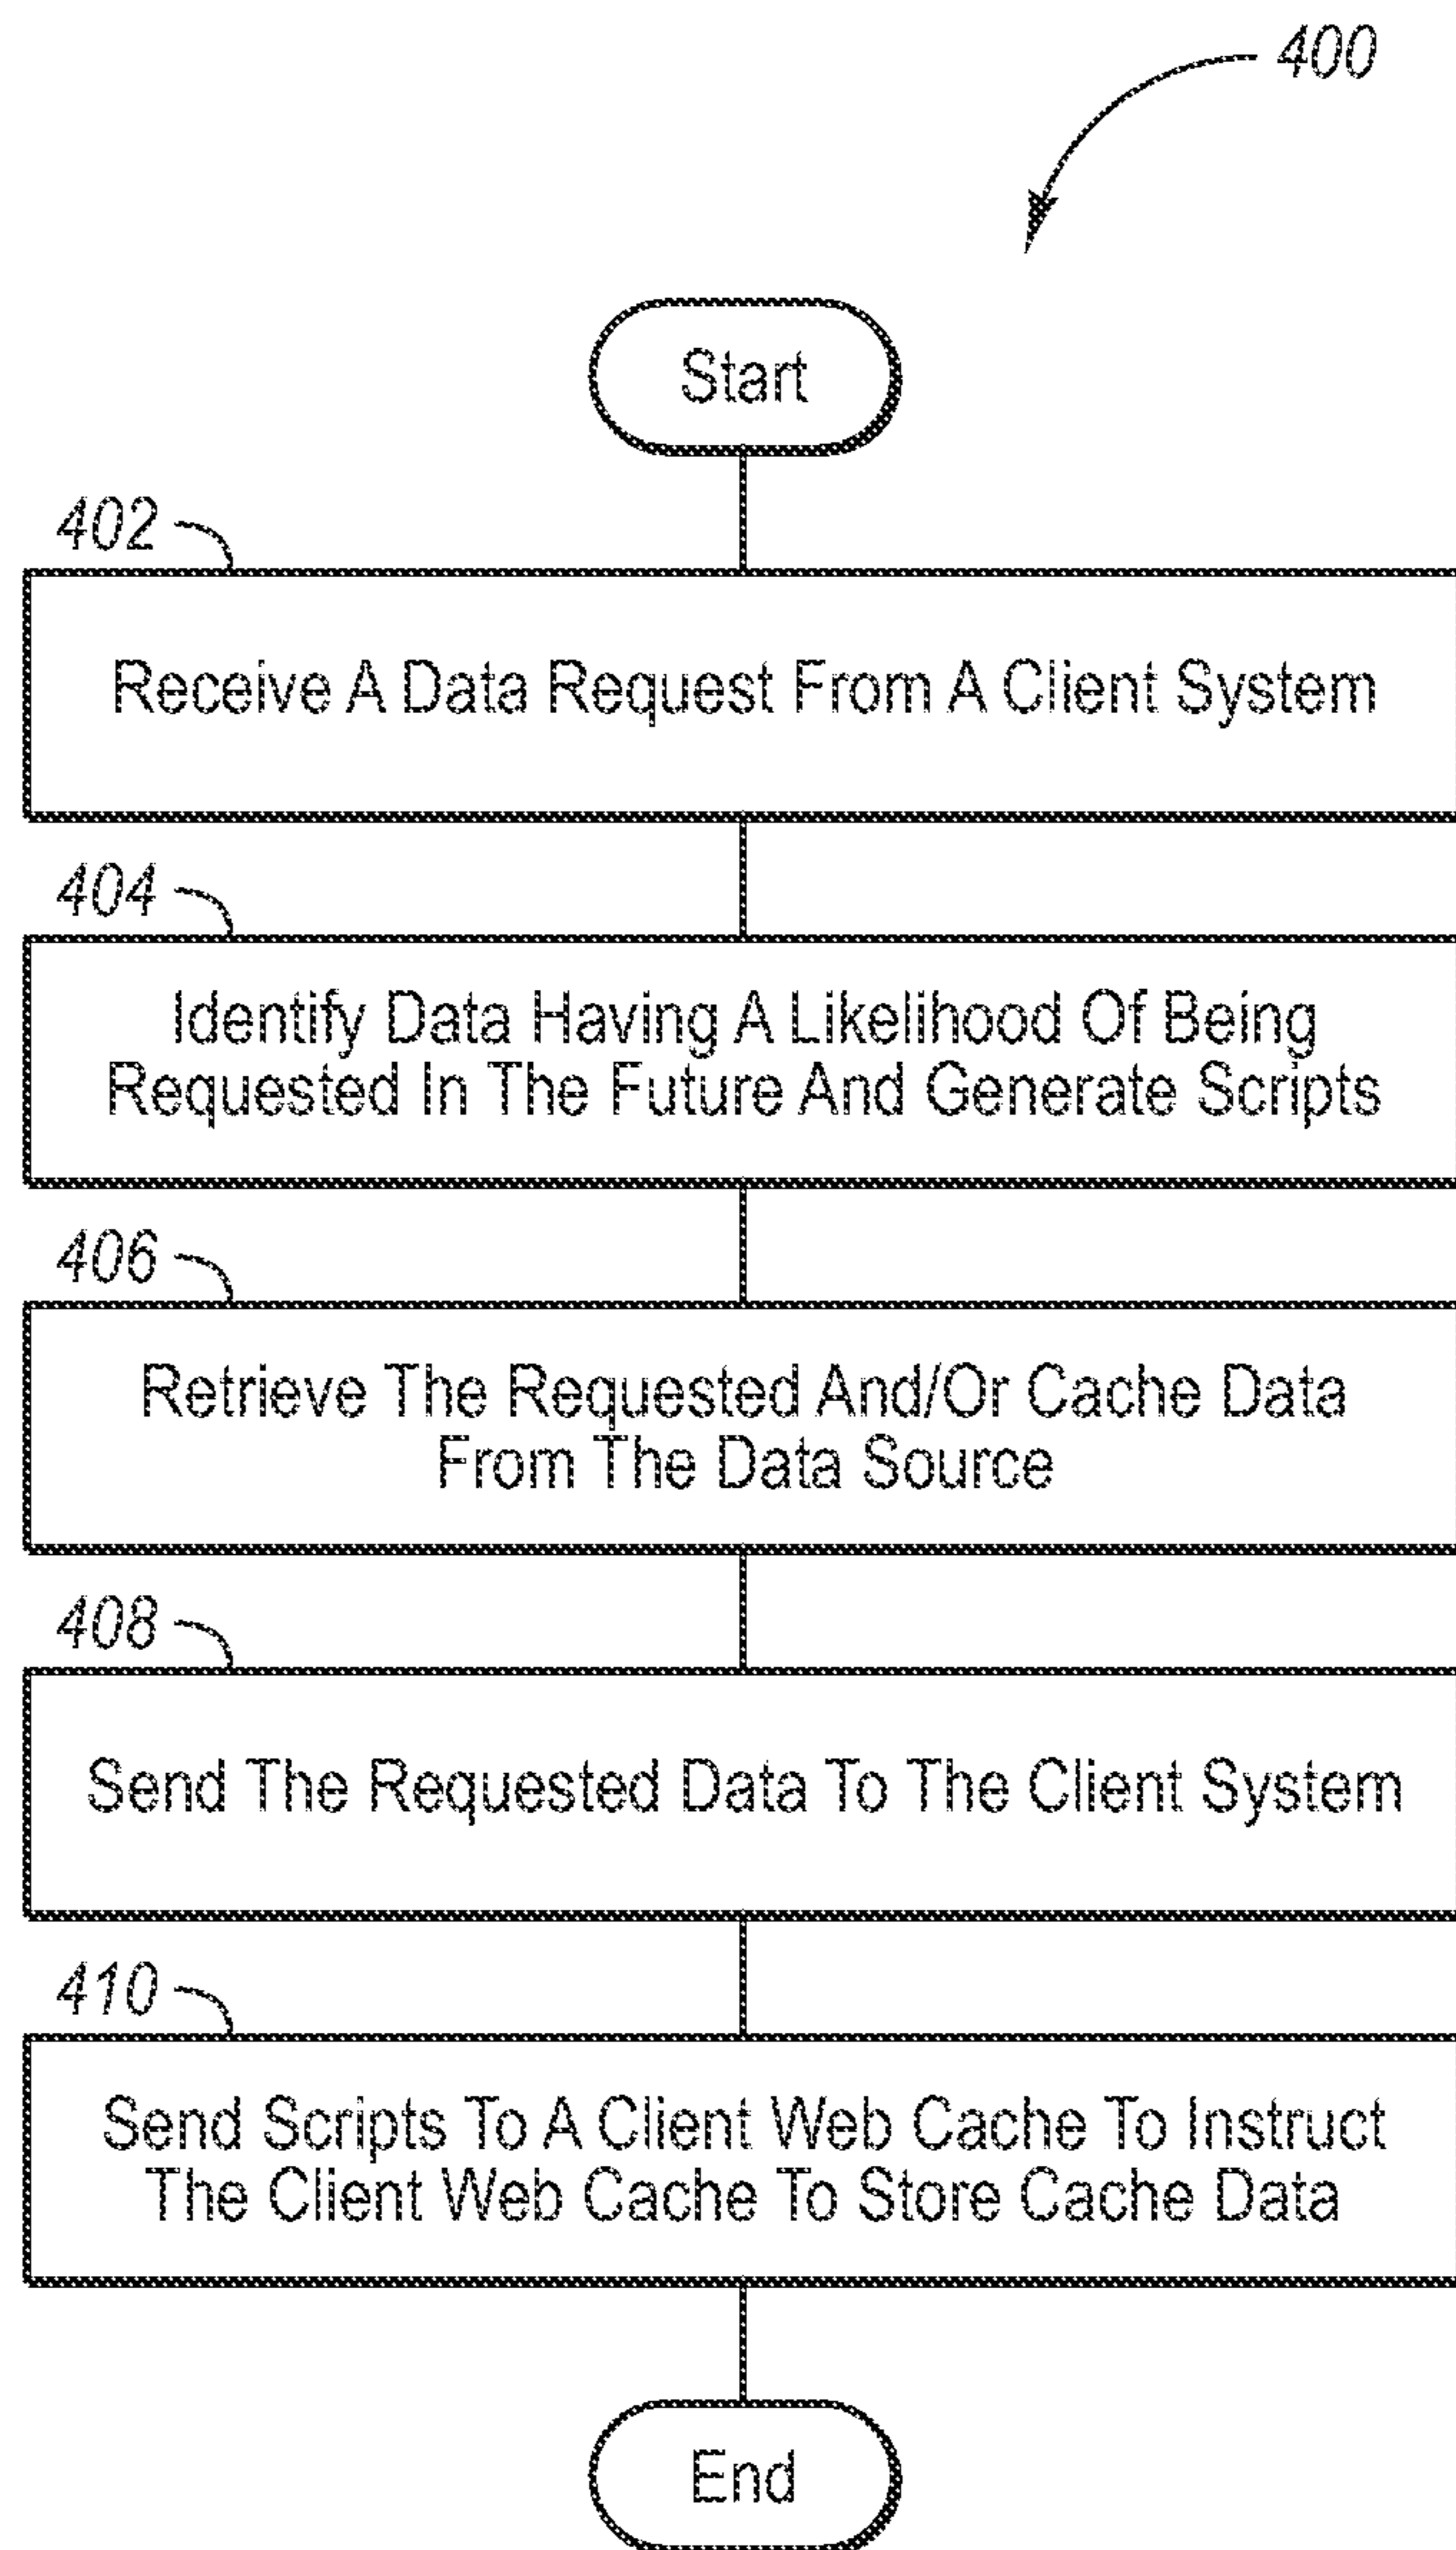 400
Start
402
Receive A Data Request From A Client System
404
Identify Data Having A Likelihood Of Being
Requested In The Future And Generate Scripts
406
Retrieve The Requested And/Or Cache Data
From The Data Source
408
Send The Requested Data To The Client System
410
Send Scripts To A Client Web Cache To Instruct
The Client Web Cache To Store Cache Data
End